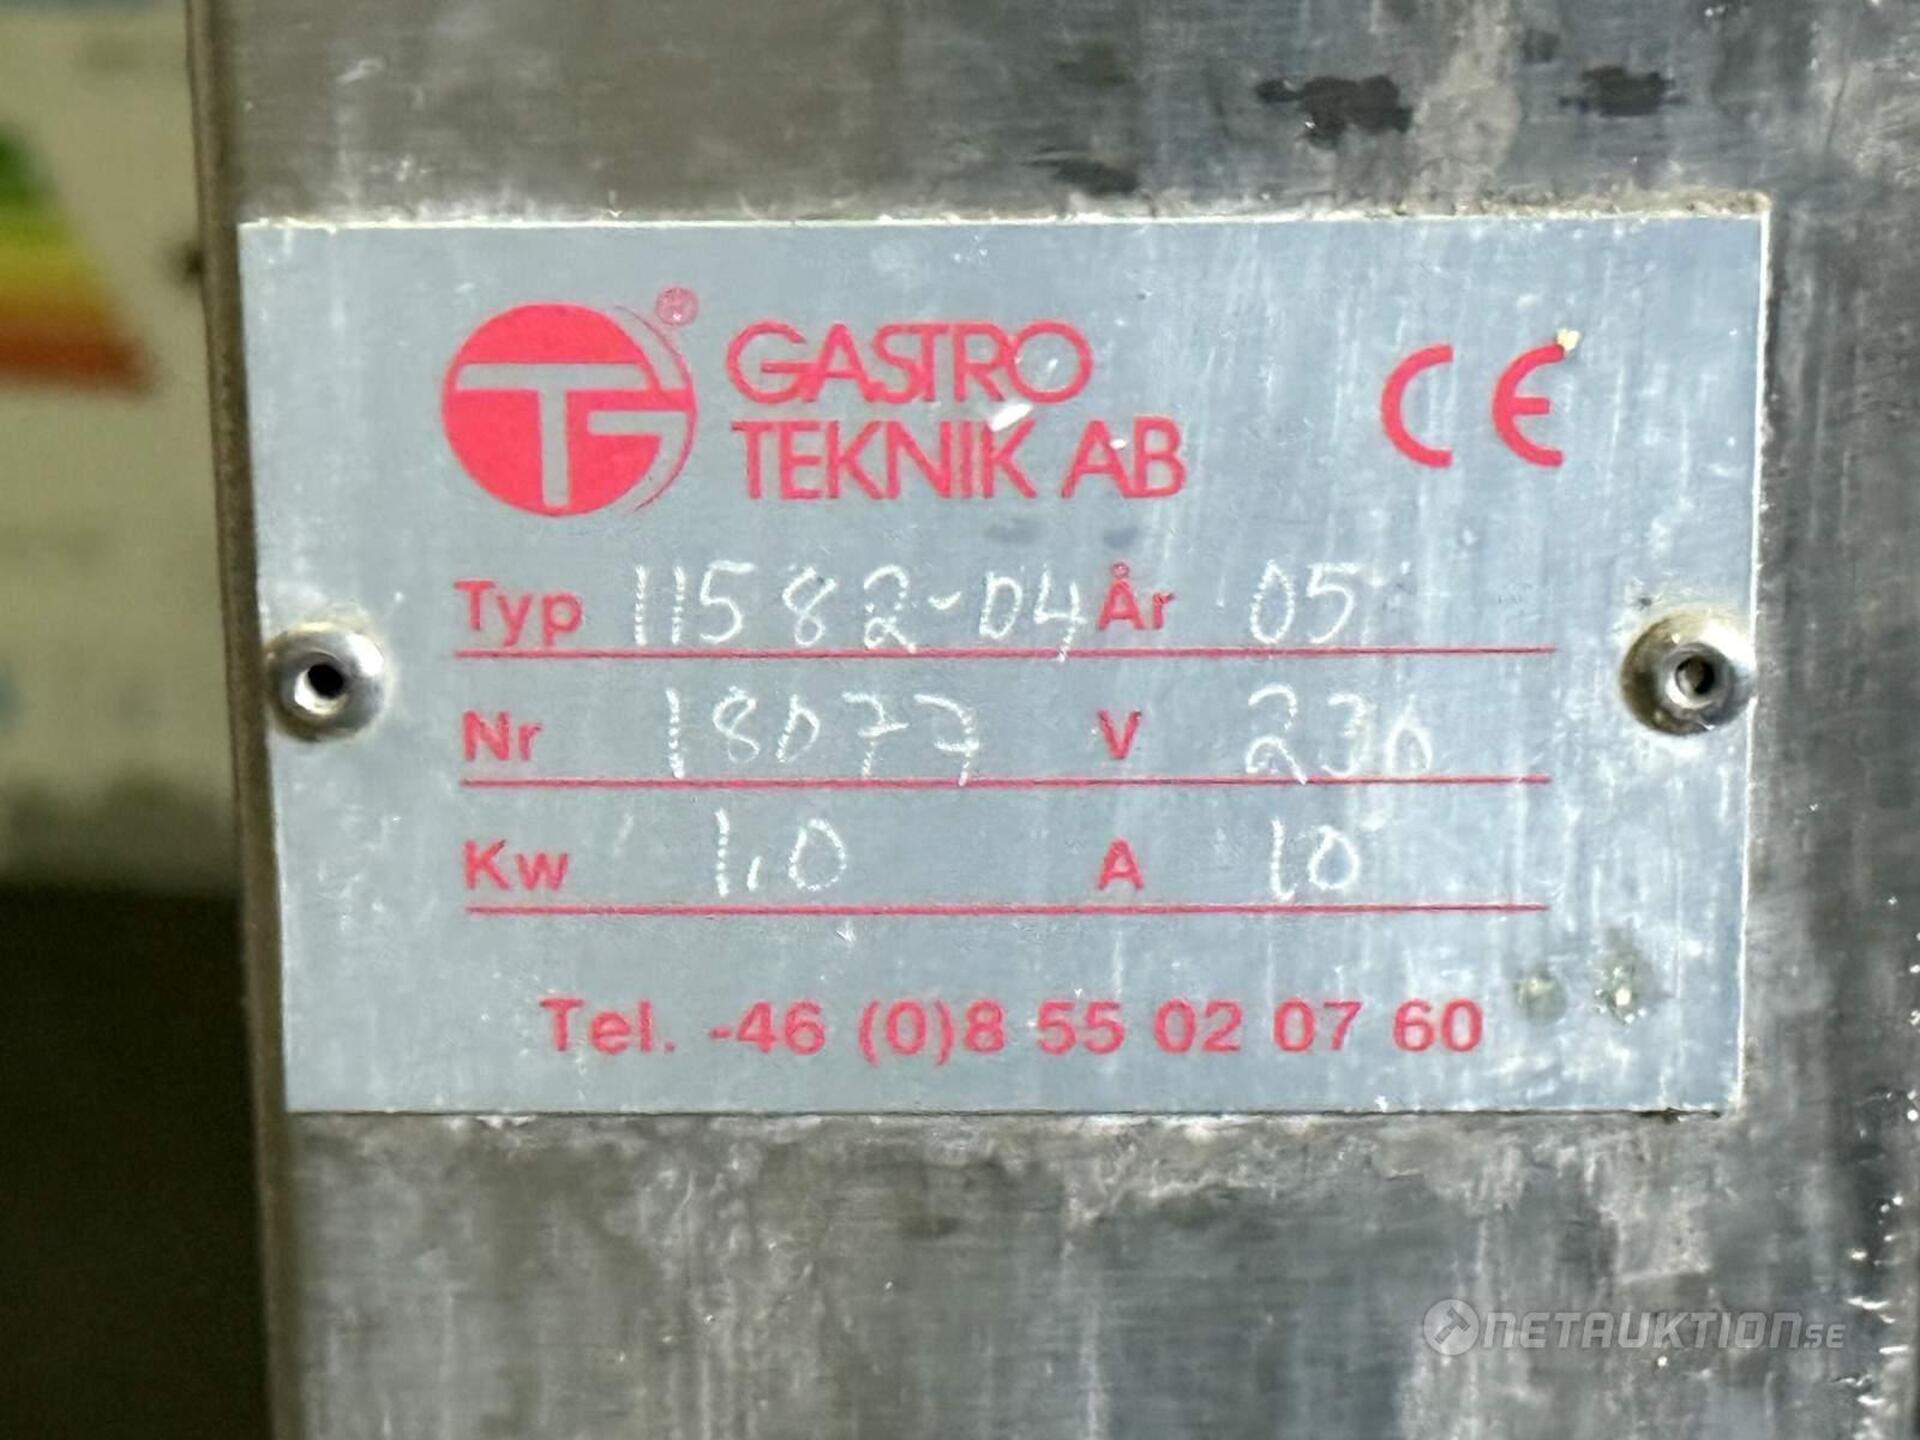 ® GASTRO
TEKNIK AB
CE
Typ 11582-04 År 05
Nr 18077 V 230
Kw 1,0 A 10
Tel. -46 (0)8 55 02 07 60
NETAUKTION.SE